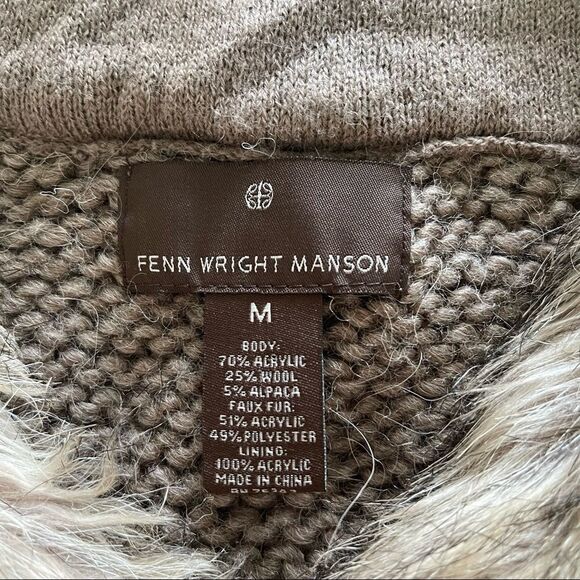 FENN WRIGHT MANSON
M
BODY:
70% ACRYLIC
25% WOOL
5% ALPACA
FAUX FUR:
51% ACRYLIC
49% POLYESTER
LINING:
100% ACRYLIC
MADE IN CHINA
RN